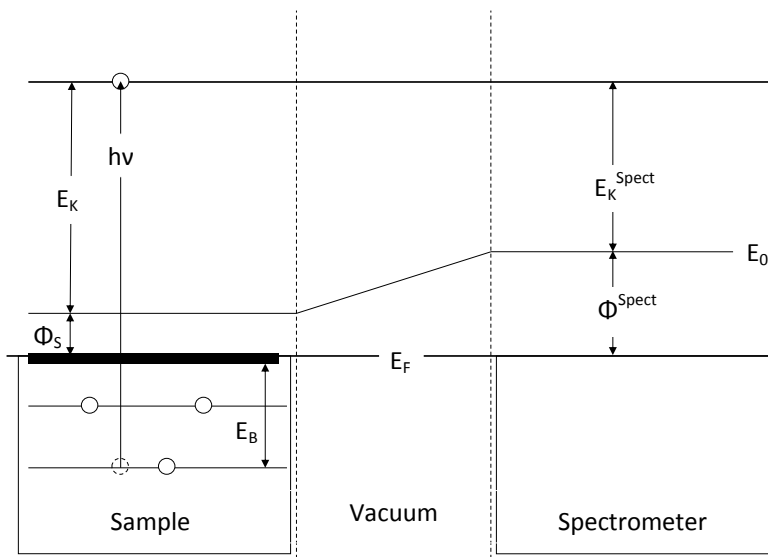 hν
E_K
E_K^Spect
E_0
Φ^Spect
Φ_S
E_F
E_B
Sample
Vacuum
Spectrometer